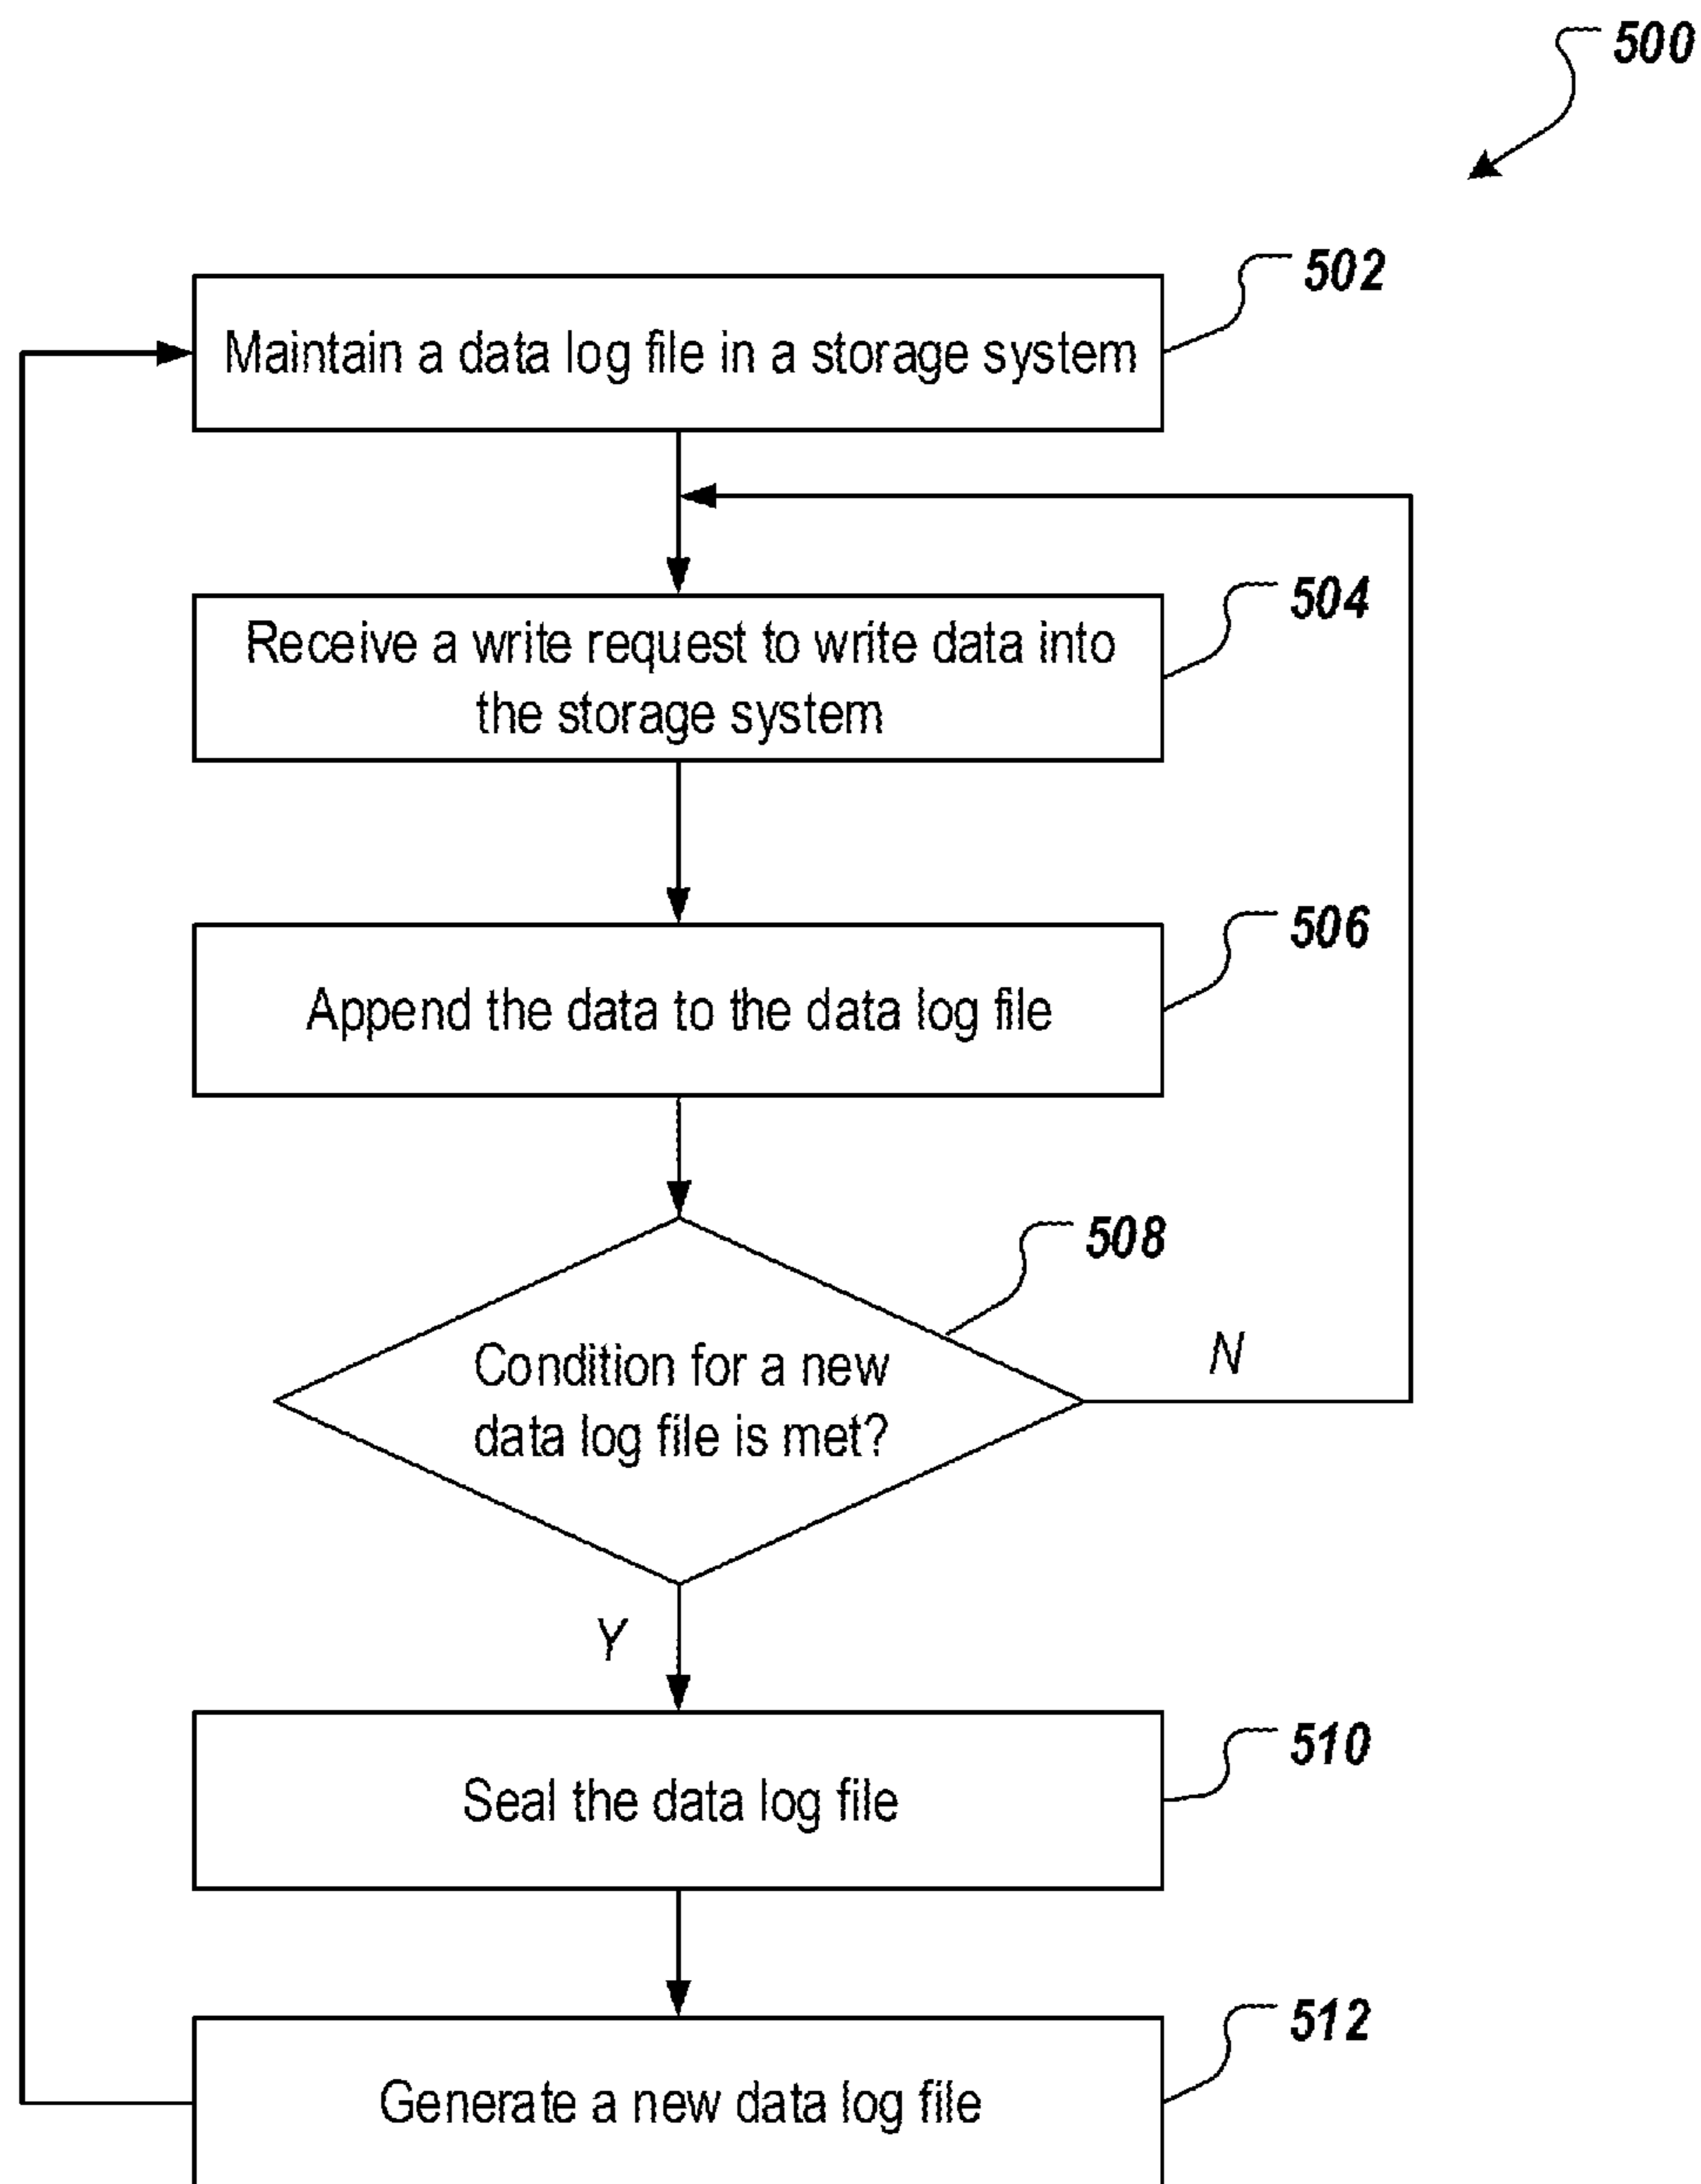 500
502
Maintain a data log file in a storage system
504
Receive a write request to write data into
the storage system
506
Append the data to the data log file
508
Condition for a new
data log file is met?
N
Y
510
Seal the data log file
512
Generate a new data log file